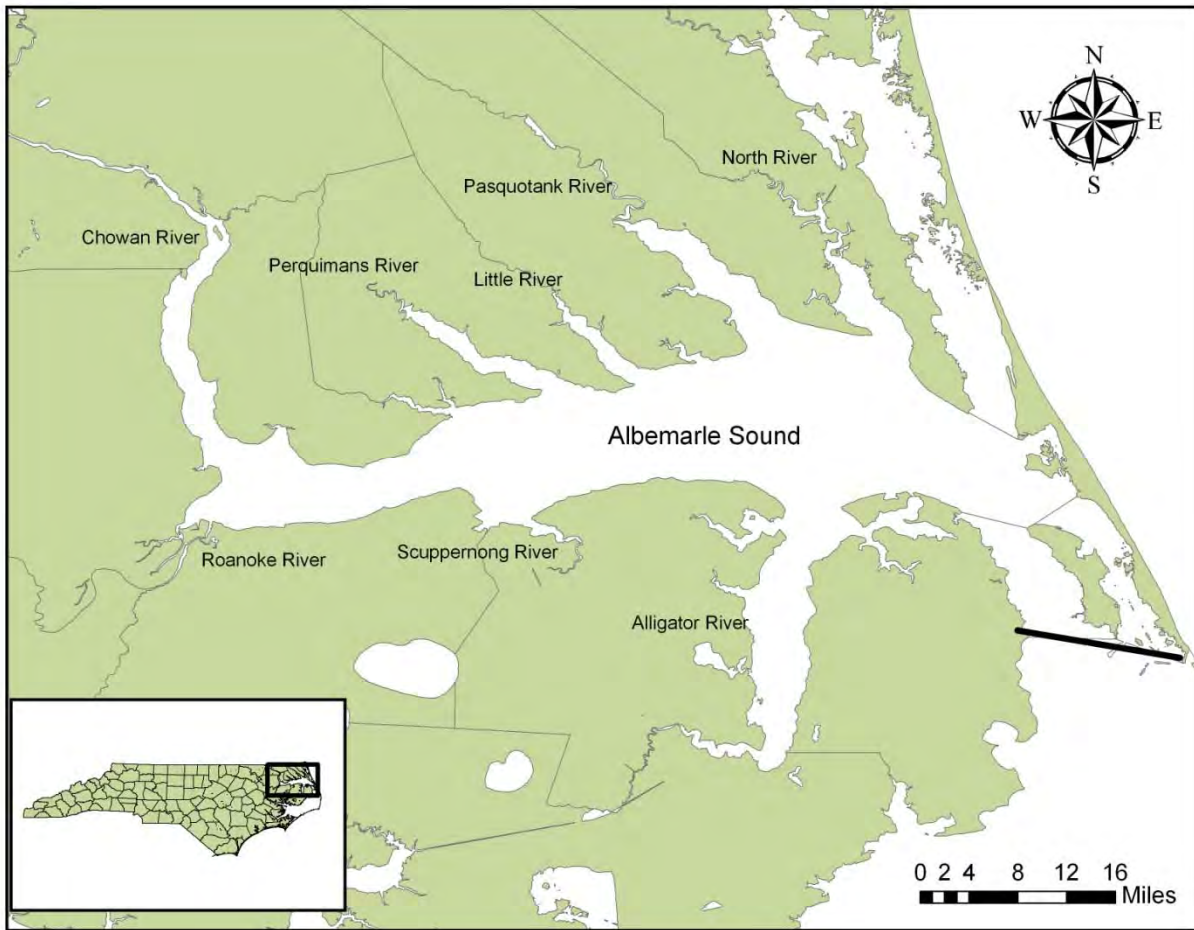 N
W E
S
North River
Pasquotank River
Chowan River
Perquimans River
Little River
Albemarle Sound
Roanoke River
Scuppernong River
Alligator River
0 2 4 8 12 16
Miles